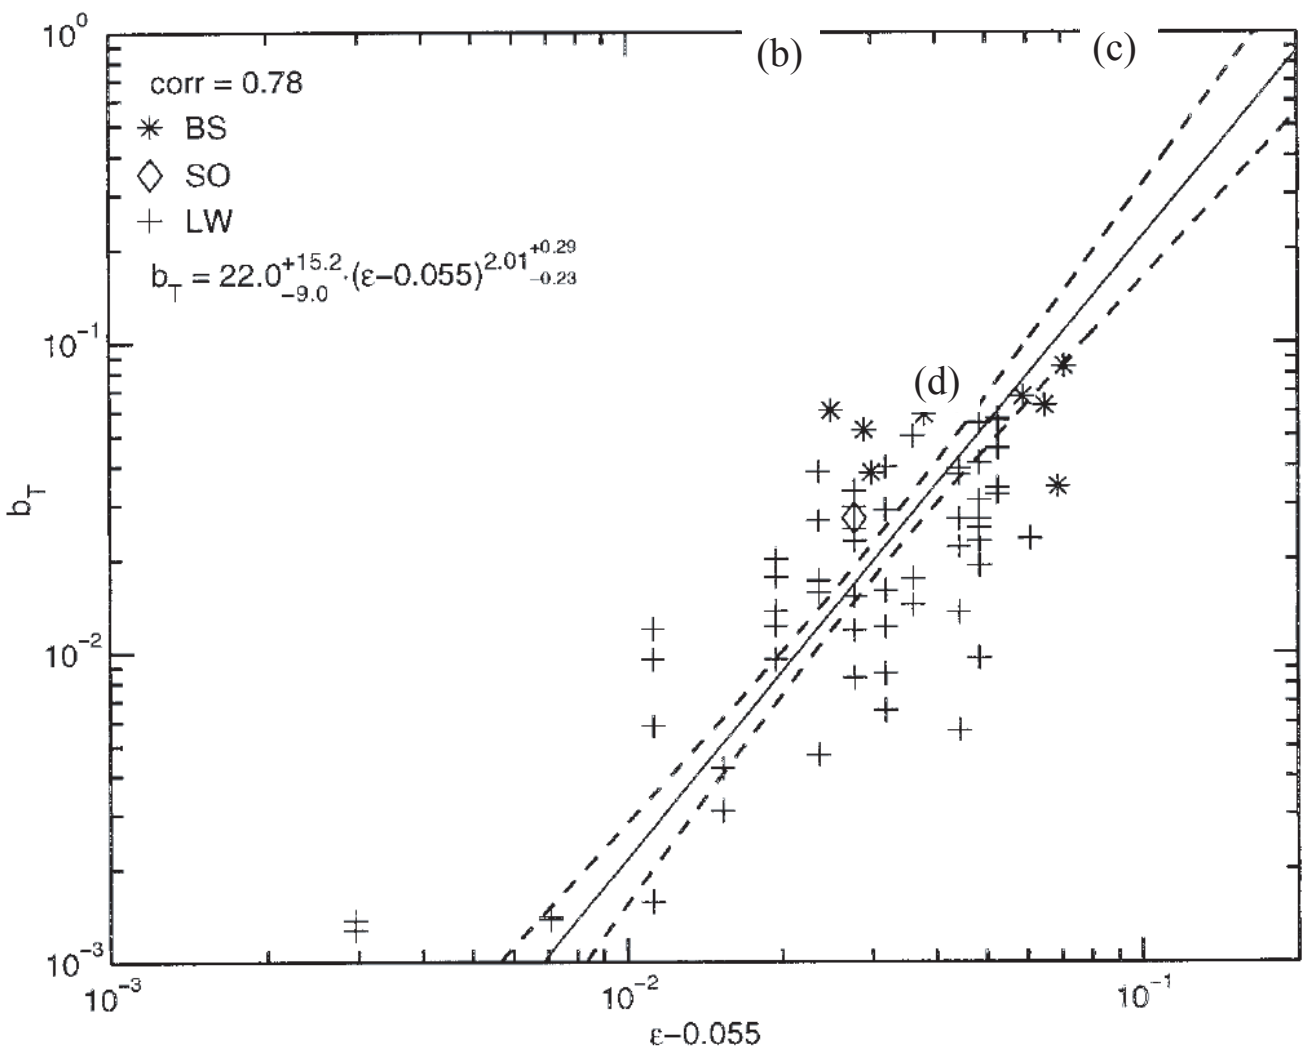 (b) (c)
10^0
corr = 0.78
BS
SO
LW
b_T = 22.0^{+15.2}_{−9.0}·(ε−0.055)^{2.01^{+0.29}_{−0.23}}
10^{−1}
(d)
b_T
10^{−2}
10^{−3}
10^{−3} 10^{−2} 10^{−1}
ε−0.055